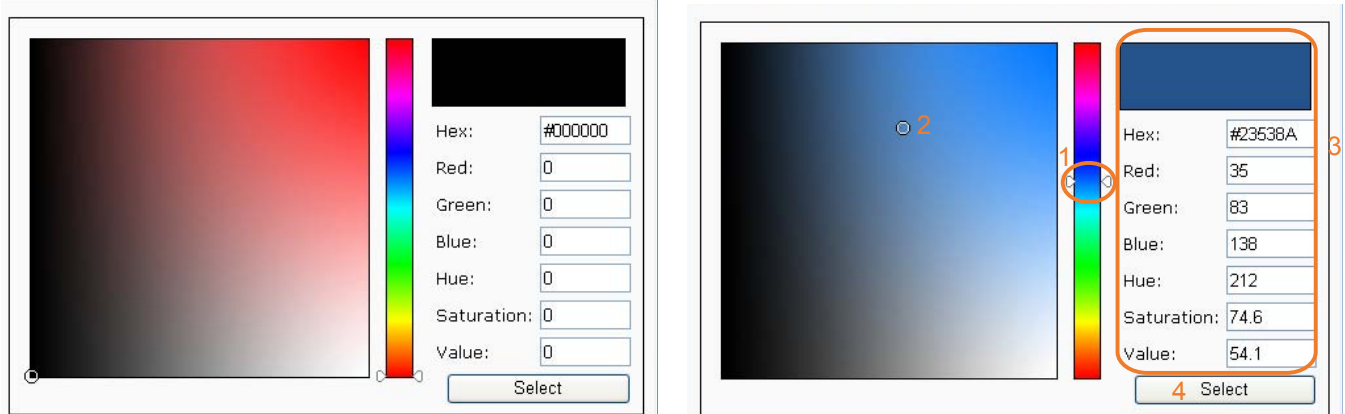 Hex: #000000
Red: 0
Green: 0
Blue: 0
Hue: 0
Saturation: 0
Value: 0
Select
1
2
3
Hex: #23538A
Red: 35
Green: 83
Blue: 138
Hue: 212
Saturation: 74.6
Value: 54.1
4 Select